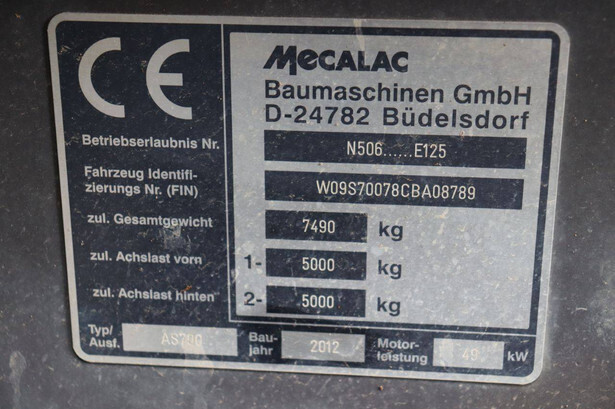 CE
MECALAC
Baumaschinen GmbH
D-24782 Büdelsdorf
Betriebserlaubnis Nr.
N506......E125
Fahrzeug Identifi-
zierungs Nr. (FIN)
W09S70078CBA08789
zul. Gesamtgewicht
7490 kg
zul. Achslast vorn
1- 5000 kg
zul. Achslast hinten
2- 5000 kg
Typ/
Ausf.
AS700
Bau-
jahr
2012
Motor-
leistung
kW